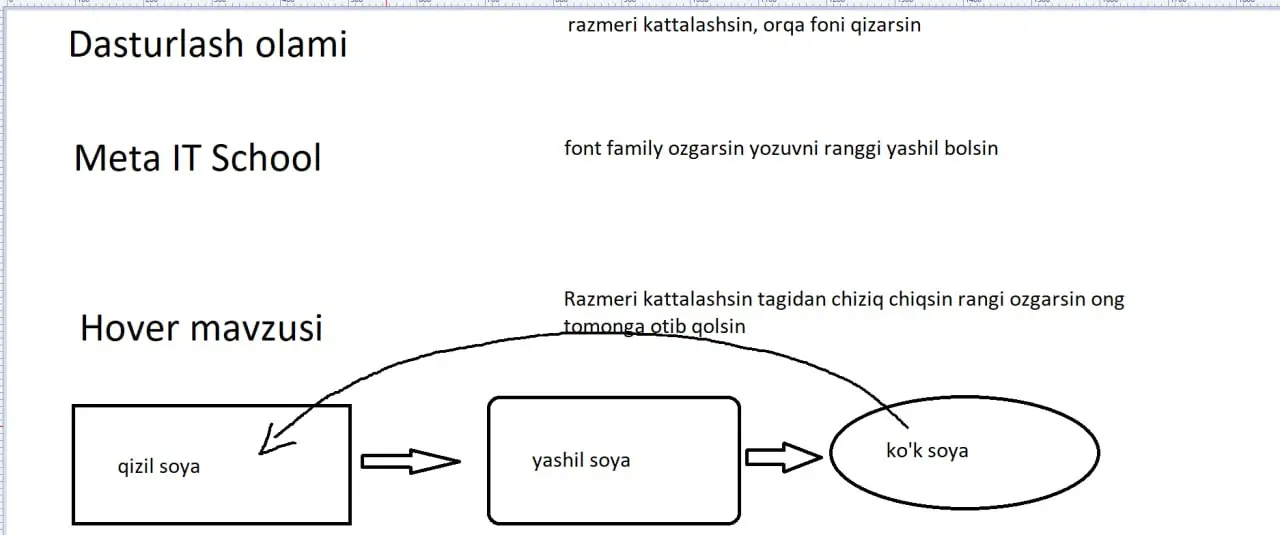 razmeri kattalashsin, orqa foni qizarsin
Dasturlash olami
font family ozgarsin yozuvni ranggi yashil bolsin
Meta IT School
Razmeri kattalashsin tagidan chiziq chiqsin rangi ozgarsin ong
tomonga otib qolsin
Hover mavzusi
qizil soya
yashil soya
ko'k soya